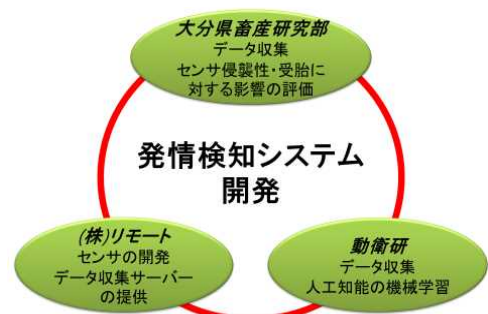 大分県畜産研究部
データ収集
センサ侵襲性・受胎に
対する影響の評価
発情検知システム
開発
(株)リモート
センサの開発
データ収集サーバー
の提供
動衛研
データ収集
人工知能の機械学習